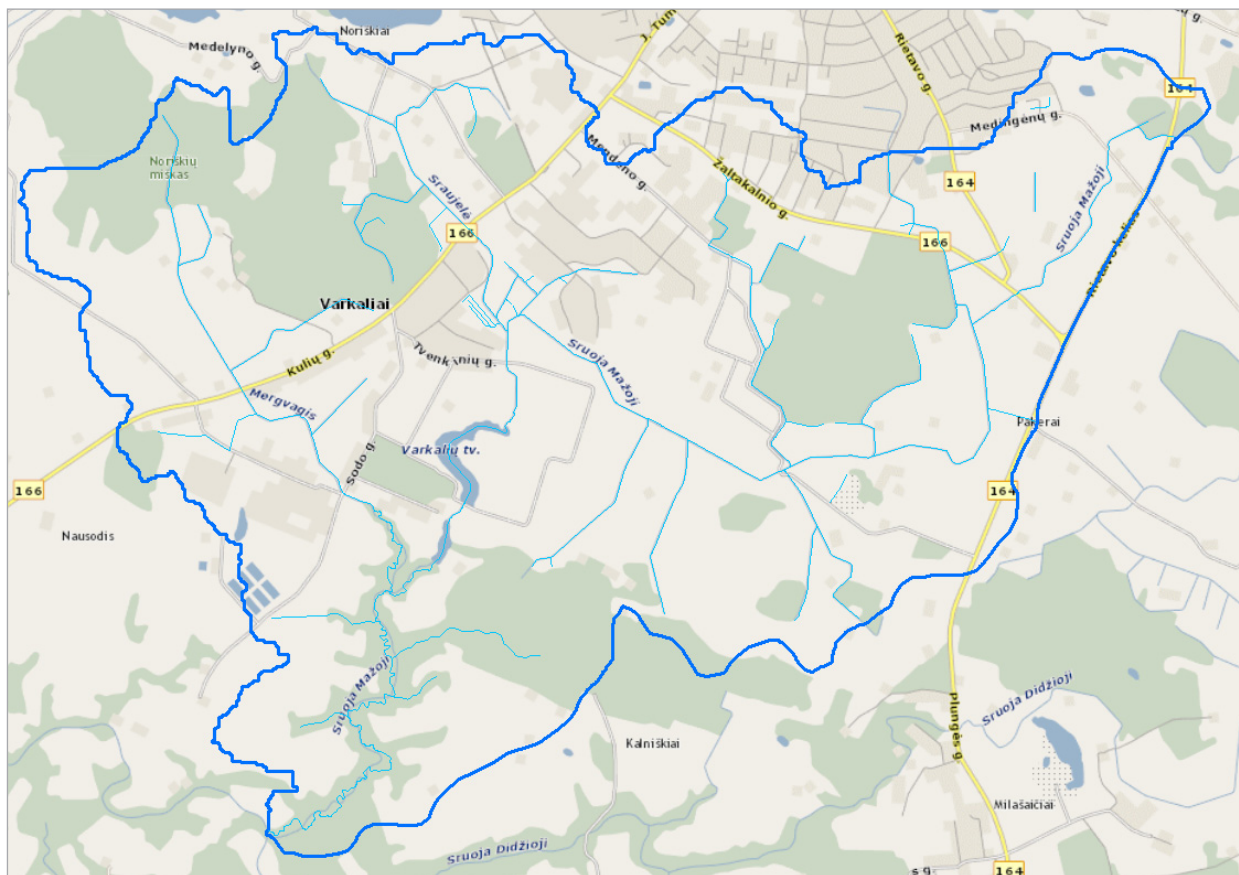 Noriškiai
Medelyno g.
J. Tum
Rietavo g.
164
Medingėnų g.
Mendeno g.
Noriškių
miškas
Žaltakalnio g.
164
Sraujelė
Sruoja Mažoji
166
166
Rietavo kelias
Varkaliai
Kulių g.
Tvenkinių g.
Sruoja Mažoji
Mergvagis
Pakerai
Varkalių tv.
Sodo g.
166
164
Nausodis
Sruoja Mažoji
Sruoja Didžioji
Plungės g.
Kalniškiai
Milašaičiai
Sruoja Didžioji
s g.
164